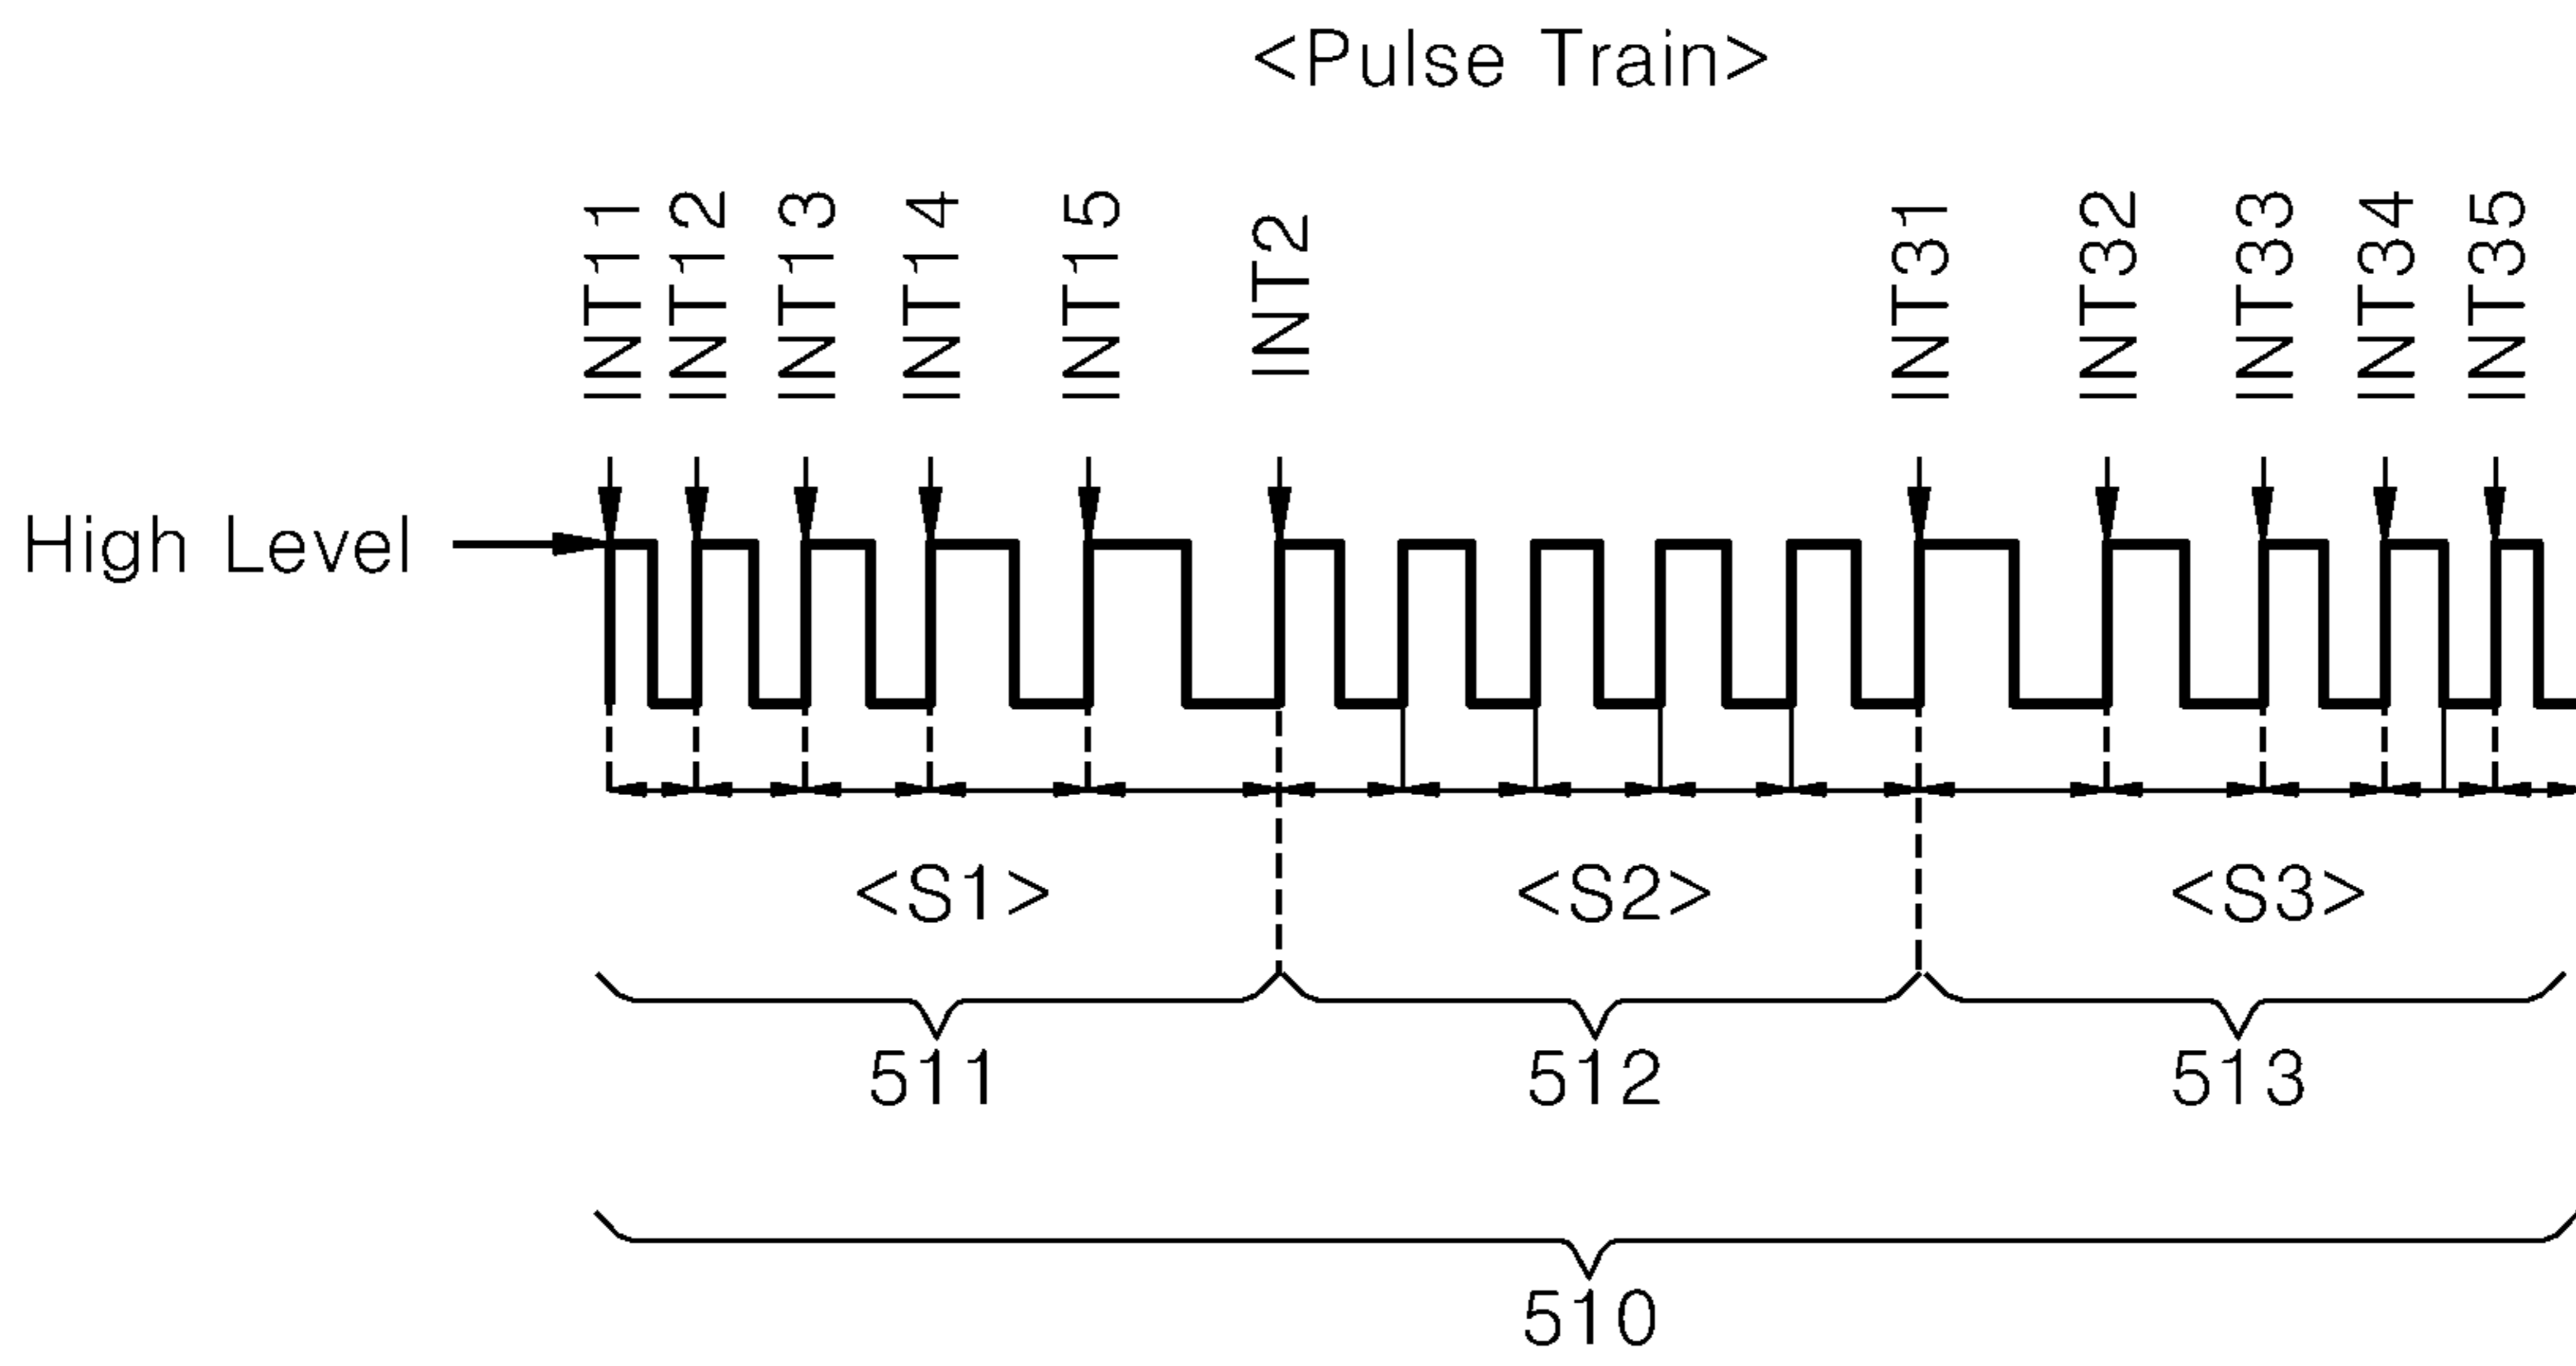 <Pulse Train>
INT11 INT12 INT13 INT14 INT15 INT2 INT31 INT32 INT33 INT34 INT35
High Level
<S1> <S2> <S3>
511 512 513
510